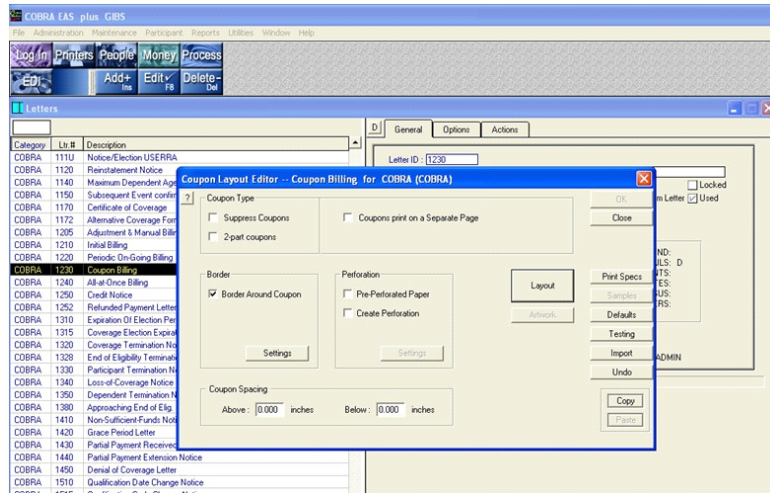 COBRA EAS plus GIBS
File Administration Maintenance Participant Reports Utilities Window Help
Log In Printers People Money Process
EDI Add+ Ins Edit✓ F8 Delete- Del
Letters
D General Options Actions
Category Ltr.# Description
Letter ID : 1230
COBRA 111U Notice/Election USERRA
COBRA 1120 Reinstatement Notice
COBRA 1140 Maximum Dependent Age
COBRA 1150 Subsequent Event confir
COBRA 1170 Certificate of Coverage
COBRA 1172 Alternative Coverage For
COBRA 1205 Adjustment & Manual Billin
COBRA 1210 Initial Billing
COBRA 1220 Periodic On-Going Billing
COBRA 1230 Coupon Billing
COBRA 1240 All-at-Once Billing
COBRA 1250 Credit Notice
COBRA 1252 Refunded Payment Letter
COBRA 1310 Expiration Of Election Per
COBRA 1315 Coverage Election Expira
COBRA 1320 Coverage Termination No
COBRA 1328 End of Eligibility Terminati
COBRA 1330 Participant Termination N
COBRA 1340 Loss-of-Coverage Notice
COBRA 1350 Dependent Termination N
COBRA 1380 Approaching End of Elig
COBRA 1410 Non-Sufficient-Funds Noti
COBRA 1420 Grace Period Letter
COBRA 1430 Partial Payment Received
COBRA 1440 Partial Payment Extension Notice
COBRA 1450 Denial of Coverage Letter
COBRA 1510 Qualification Date Change Notice
Locked
m Letter Used
ND:
ULS: D
NTS:
TES:
GUS:
ERS:
ADMIN
Coupon Layout Editor -- Coupon Billing for COBRA (COBRA)
?
Coupon Type
Suppress Coupons
2-part coupons
Coupons print on a Separate Page
OK
Close
Border
Border Around Coupon
Settings
Perforation
Pre-Perforated Paper
Create Perforation
Settings
Layout
Artwork
Print Specs
Samples
Defaults
Testing
Import
Undo
Coupon Spacing
Above : 0.000 inches Below : 0.000 inches
Copy
Paste